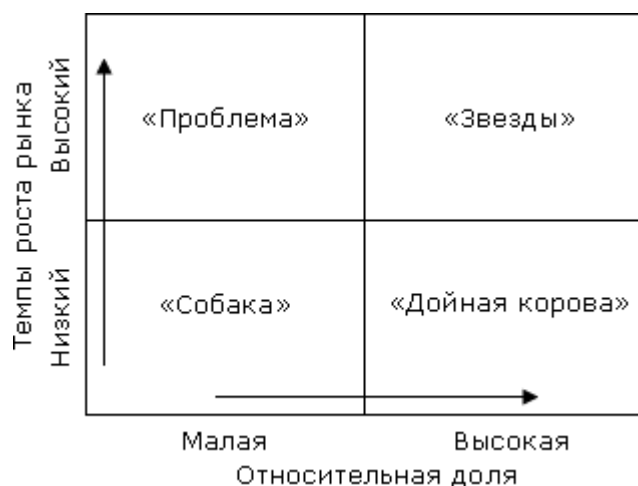 Темпы роста рынка
Высокий
Низкий
«Проблема»
«Звезды»
«Собака»
«Дойная корова»
Малая
Высокая
Относительная доля